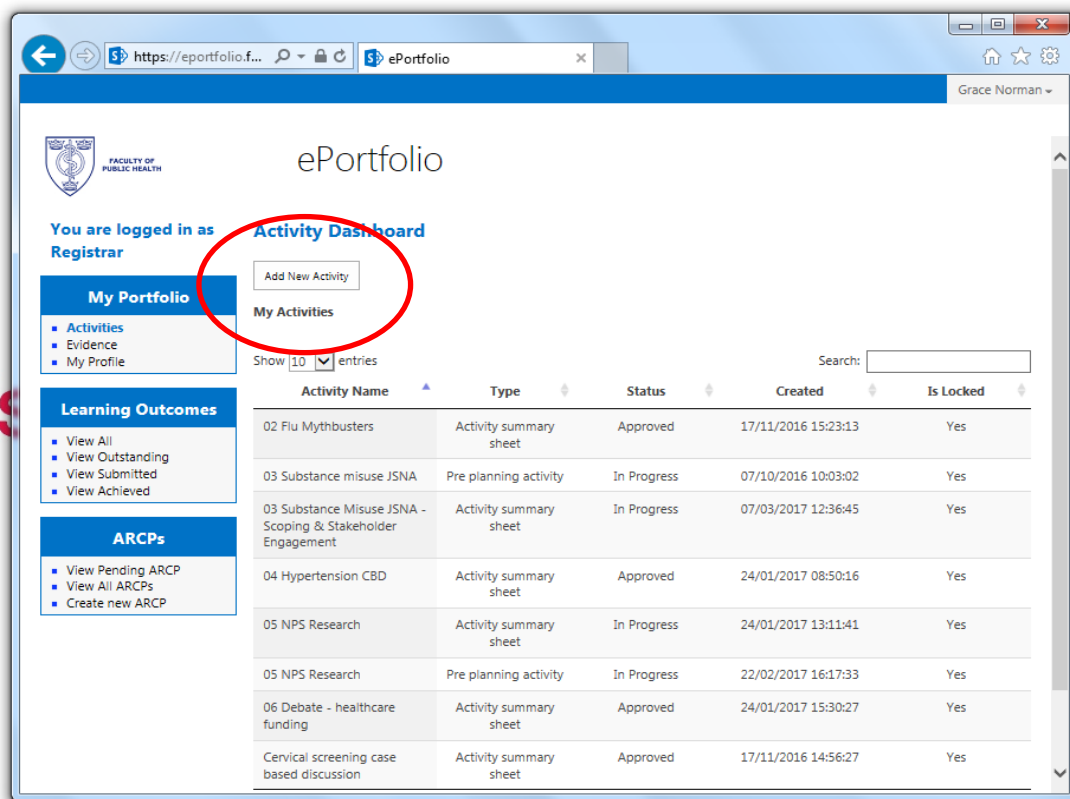 https://eportfolio.f...
ePortfolio
Grace Norman
FACULTY OF
PUBLIC HEALTH
ePortfolio
You are logged in as
Registrar
My Portfolio
Activities
Evidence
My Profile
Learning Outcomes
View All
View Outstanding
View Submitted
View Achieved
ARCPs
View Pending ARCP
View All ARCPs
Create new ARCP
Activity Dashboard
Add New Activity
My Activities
Show 10 entries
Search:
Activity Name Type Status Created Is Locked
02 Flu Mythbusters Activity summary Approved 17/11/2016 15:23:13 Yes
sheet
03 Substance misuse JSNA Pre planning activity In Progress 07/10/2016 10:03:02 Yes
03 Substance Misuse JSNA - Activity summary In Progress 07/03/2017 12:36:45 Yes
Scoping & Stakeholder sheet
Engagement
04 Hypertension CBD Activity summary Approved 24/01/2017 08:50:16 Yes
sheet
05 NPS Research Activity summary In Progress 24/01/2017 13:11:41 Yes
sheet
05 NPS Research Pre planning activity In Progress 22/02/2017 16:17:33 Yes
06 Debate - healthcare Activity summary Approved 24/01/2017 15:30:27 Yes
funding sheet
Cervical screening case Activity summary Approved 17/11/2016 14:56:27 Yes
based discussion sheet